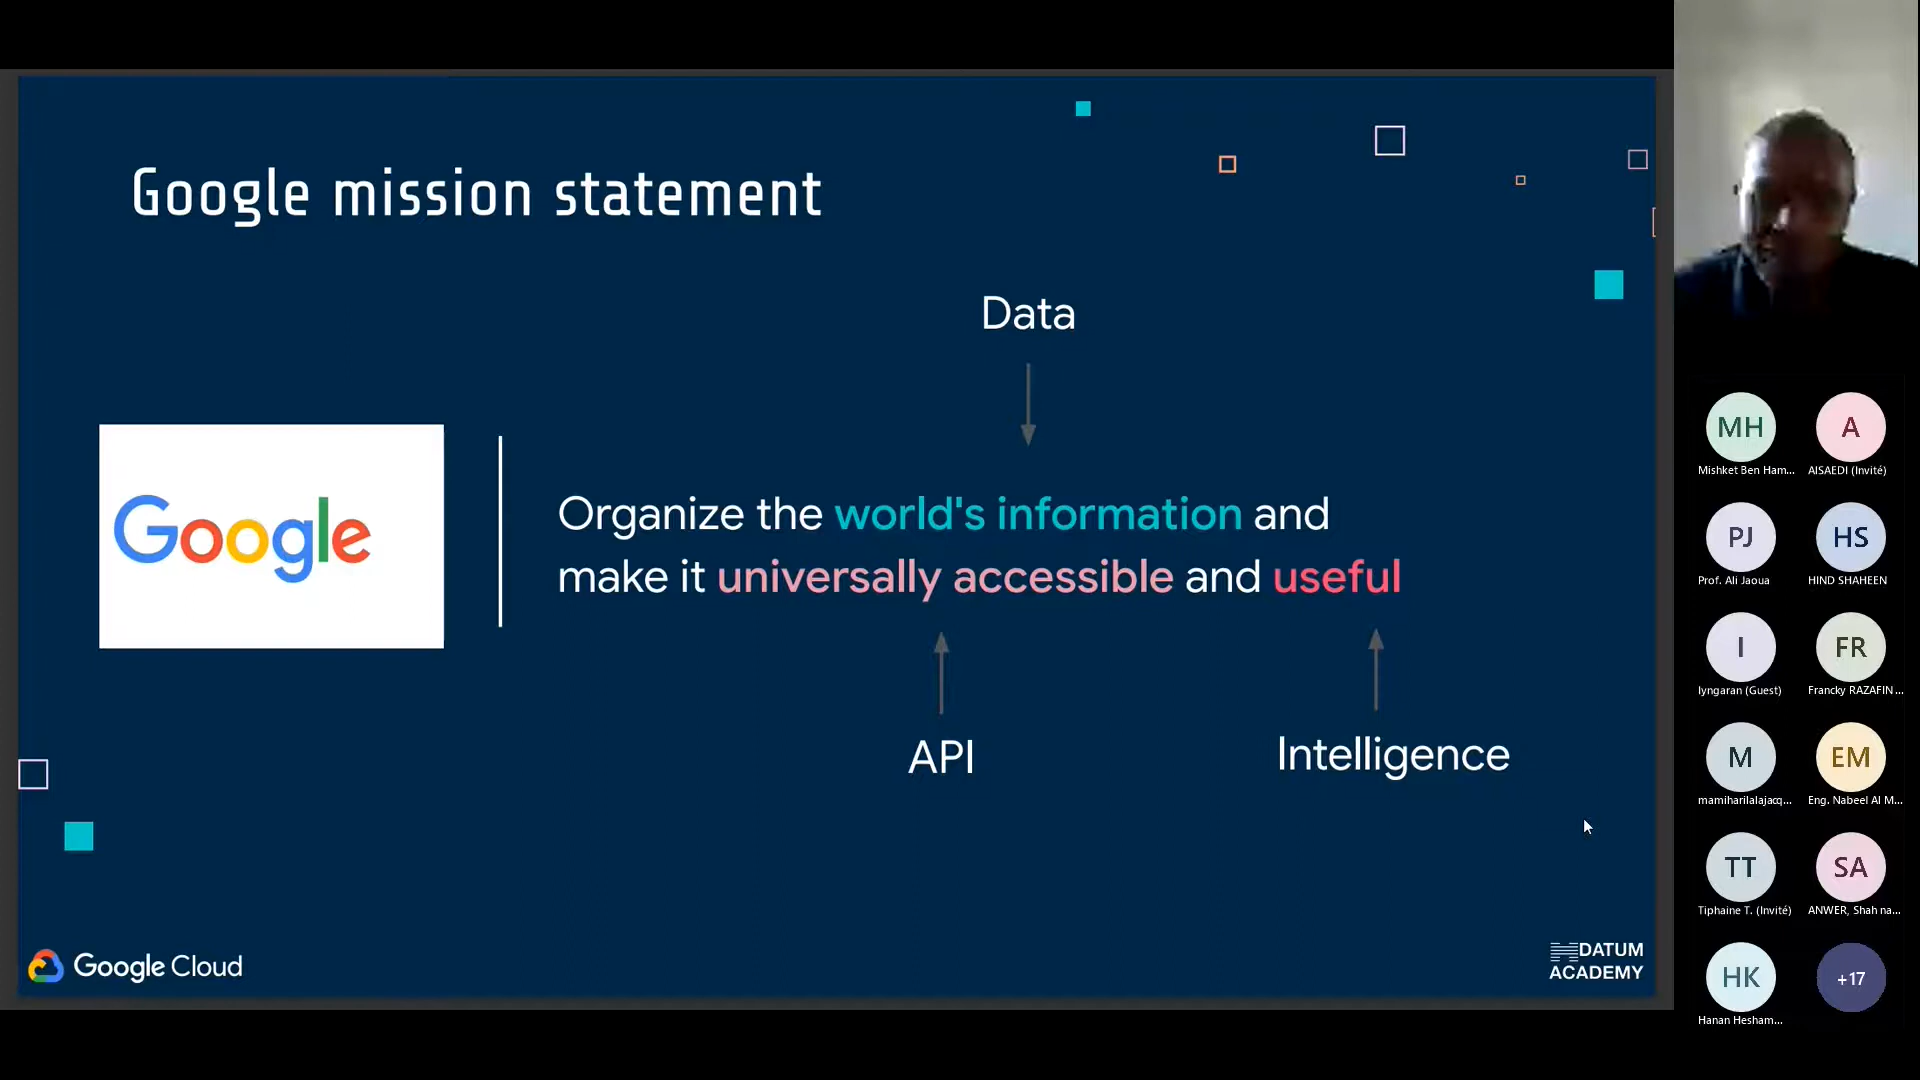 Google mission statement
Data
Google
Organize the world's information and
make it universally accessible and useful
API
Intelligence
Google Cloud
DATUM
ACADEMY
MH
A
Mishket Ben Ham...
AISAEDI (Invité)
PJ
HS
Prof. Ali Jaoua
HIND SHAHEEN
I
FR
Iyngaran (Guest)
Francky RAZAFIN...
M
EM
mamiharilalajacq...
Eng. Nabeel Al M...
TT
SA
Tiphaine T. (Invité)
ANWER, Shah na...
HK
+17
Hanan Hesham...